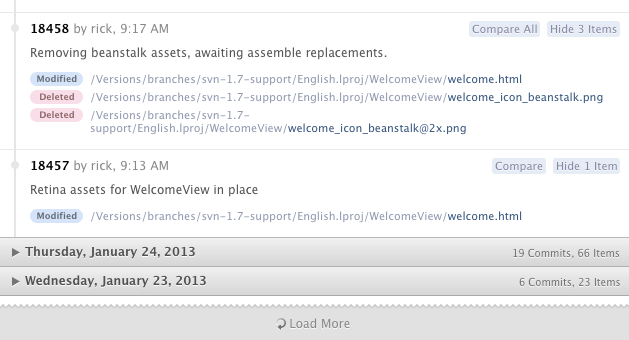 18458 by rick, 9:17 AM Compare All Hide 3 Items
Removing beanstalk assets, awaiting assemble replacements.
Modified /Versions/branches/svn-1.7-support/English.lproj/WelcomeView/welcome.html
Deleted /Versions/branches/svn-1.7-support/English.lproj/WelcomeView/welcome_icon_beanstalk.png
Deleted /Versions/branches/svn-1.7-
support/English.lproj/WelcomeView/welcome_icon_beanstalk@2x.png
18457 by rick, 9:13 AM Compare Hide 1 Item
Retina assets for WelcomeView in place
Modified /Versions/branches/svn-1.7-support/English.lproj/WelcomeView/welcome.html
Thursday, January 24, 2013 19 Commits, 66 Items
Wednesday, January 23, 2013 6 Commits, 23 Items
Load More